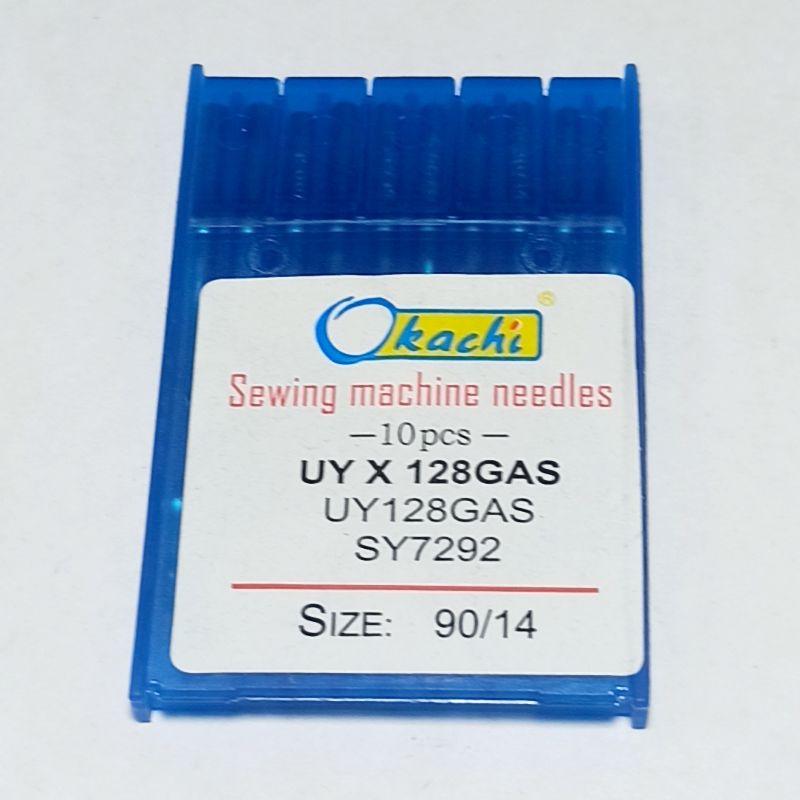 Okachi®
Sewing machine needles
—10pcs—
UY X 128GAS
UY128GAS
SY7292
SIZE: 90/14